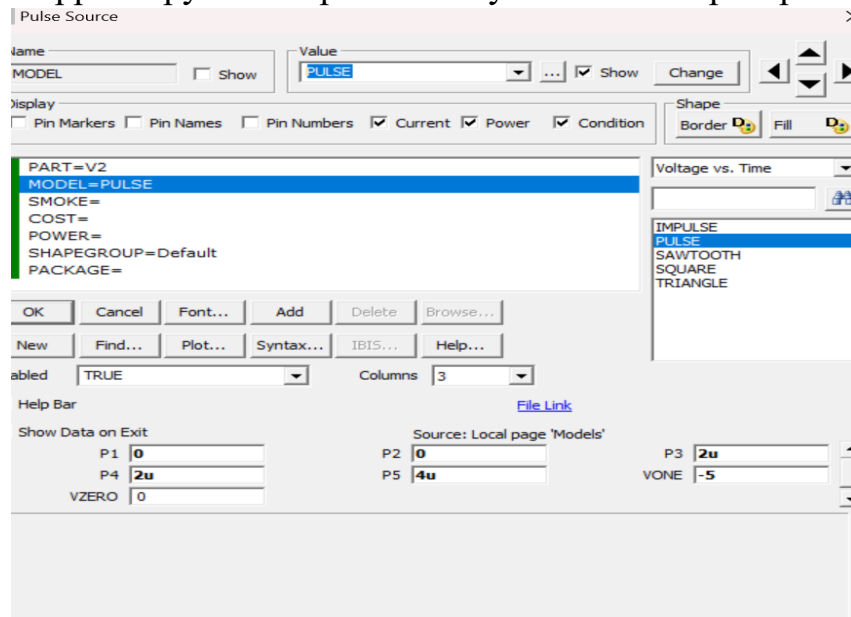 Pulse Source
Name
Value
MODEL
Show
PULSE
...
Show
Change
Display
Pin Markers
Pin Names
Pin Numbers
Current
Power
Condition
Shape
Border
Fill
PART=V2
MODEL=PULSE
SMOKE=
COST=
POWER=
SHAPEGROUP=Default
PACKAGE=
Voltage vs. Time
IMPULSE
PULSE
SAWTOOTH
SQUARE
TRIANGLE
OK
Cancel
Font...
Add
Delete
Browse...
New
Find...
Plot...
Syntax...
IBIS...
Help...
abled
TRUE
Columns
3
Help Bar
File Link
Show Data on Exit
Source: Local page 'Models'
P1 0
P2 0
P3 2u
P4 2u
P5 4u
VONE -5
VZERO 0